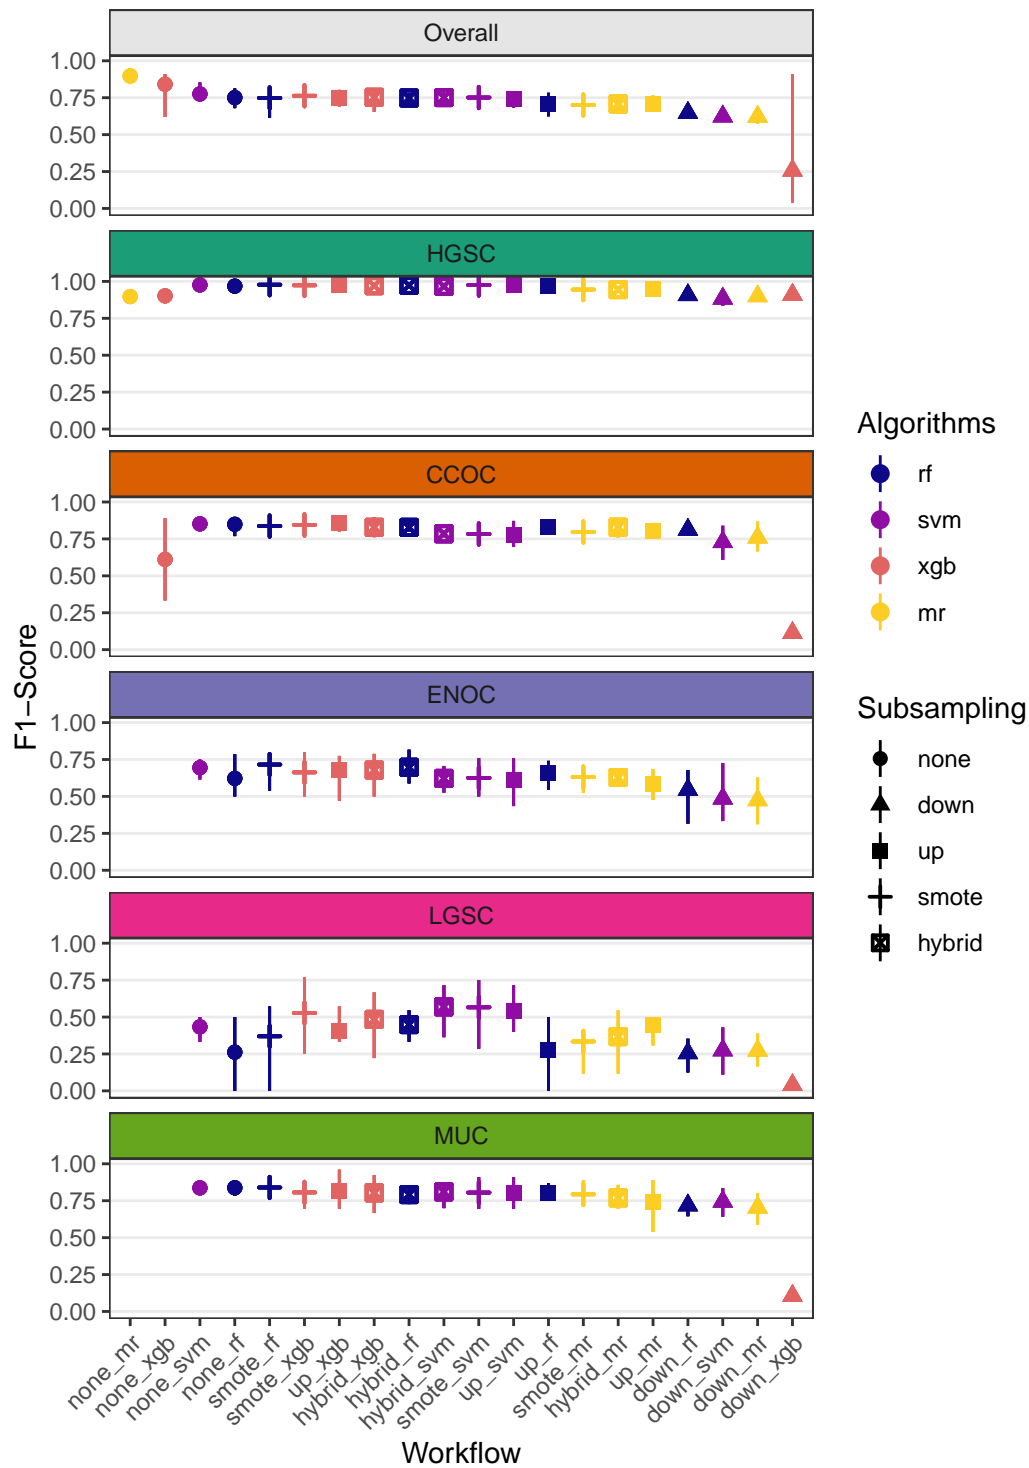 Overall
1.00
0.75
0.50
0.25
0.00
HGSC
1.00
0.75
0.50
0.25
0.00
CCOC
1.00
0.75
0.50
0.25
0.00
ENOC
1.00
0.75
0.50
0.25
0.00
LGSC
1.00
0.75
0.50
0.25
0.00
MUC
1.00
0.75
0.50
0.25
0.00
F1−Score
none_mr
none_xgb
none_svm
none_rf
smote_rf
smote_xgb
up_xgb
hybrid_xgb
hybrid_rf
hybrid_svm
smote_svm
up_svm
up_rf
smote_mr
hybrid_mr
up_mr
down_rf
down_svm
down_mr
down_xgb
Workflow
Algorithms
rf
svm
xgb
mr
Subsampling
none
down
up
smote
hybrid